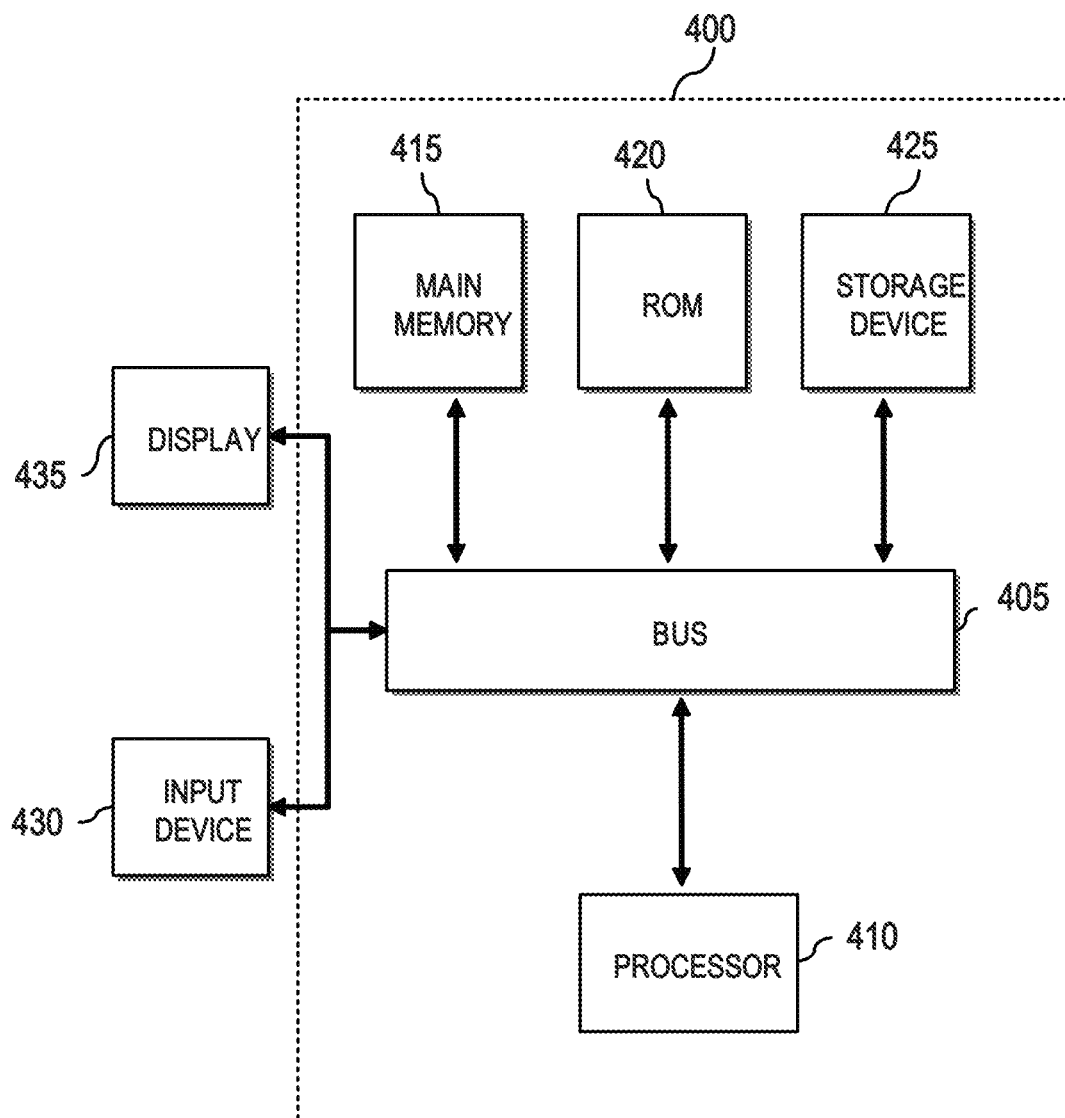 400
415
420
425
MAIN
MEMORY
ROM
STORAGE
DEVICE
DISPLAY
435
BUS
405
INPUT
DEVICE
430
PROCESSOR
410